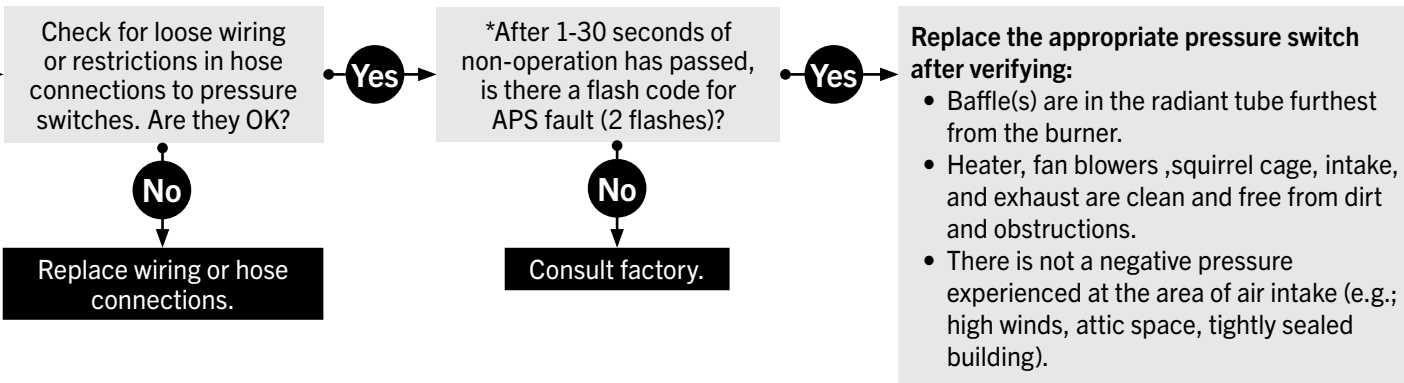 Check for loose wiring
or restrictions in hose
connections to pressure
switches. Are they OK?
Yes
No
Replace wiring or hose
connections.
*After 1-30 seconds of
non-operation has passed,
is there a flash code for
APS fault (2 flashes)?
Yes
No
Consult factory.
Replace the appropriate pressure switch
after verifying:
• Baffle(s) are in the radiant tube furthest
from the burner.
• Heater, fan blowers ,squirrel cage, intake,
and exhaust are clean and free from dirt
and obstructions.
• There is not a negative pressure
experienced at the area of air intake (e.g.;
high winds, attic space, tightly sealed
building).